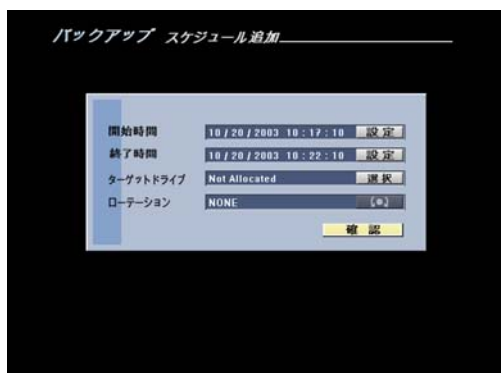 バックアップ スケジュール追加
開始時間 10 / 20 / 2003 10 : 17 : 10 設定
終了時間 10 / 20 / 2003 10 : 22 : 10 設定
ターゲットドライブ Not Allocated 選択
ローテーション NONE
確認